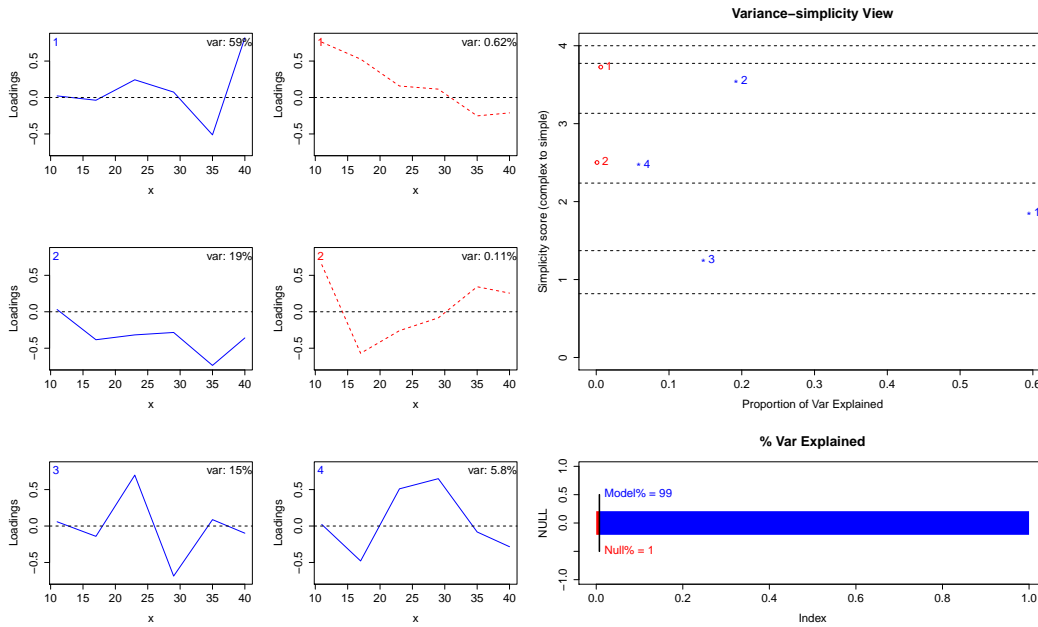 1 var: 59%
Loadings
−0.5 0.0 0.5
10 15 20 25 30 35 40
x
1 var: 0.62%
Loadings
−0.5 0.0 0.5
10 15 20 25 30 35 40
x
2 var: 19%
Loadings
−0.5 0.0 0.5
10 15 20 25 30 35 40
x
2 var: 0.11%
Loadings
−0.5 0.0 0.5
10 15 20 25 30 35 40
x
3 var: 15%
Loadings
−0.5 0.0 0.5
10 15 20 25 30 35 40
x
4 var: 5.8%
Loadings
−0.5 0.0 0.5
10 15 20 25 30 35 40
x
Variance−simplicity View
Simplicity score (complex to simple)
0 1 2 3 4
1
2
2
4
1
3
0.0 0.1 0.2 0.3 0.4 0.5 0.6
Proportion of Var Explained
% Var Explained
NULL
−1.0 −0.5 0.0 0.5 1.0
Model% = 99
Null% = 1
0.0 0.2 0.4 0.6 0.8 1.0
Index